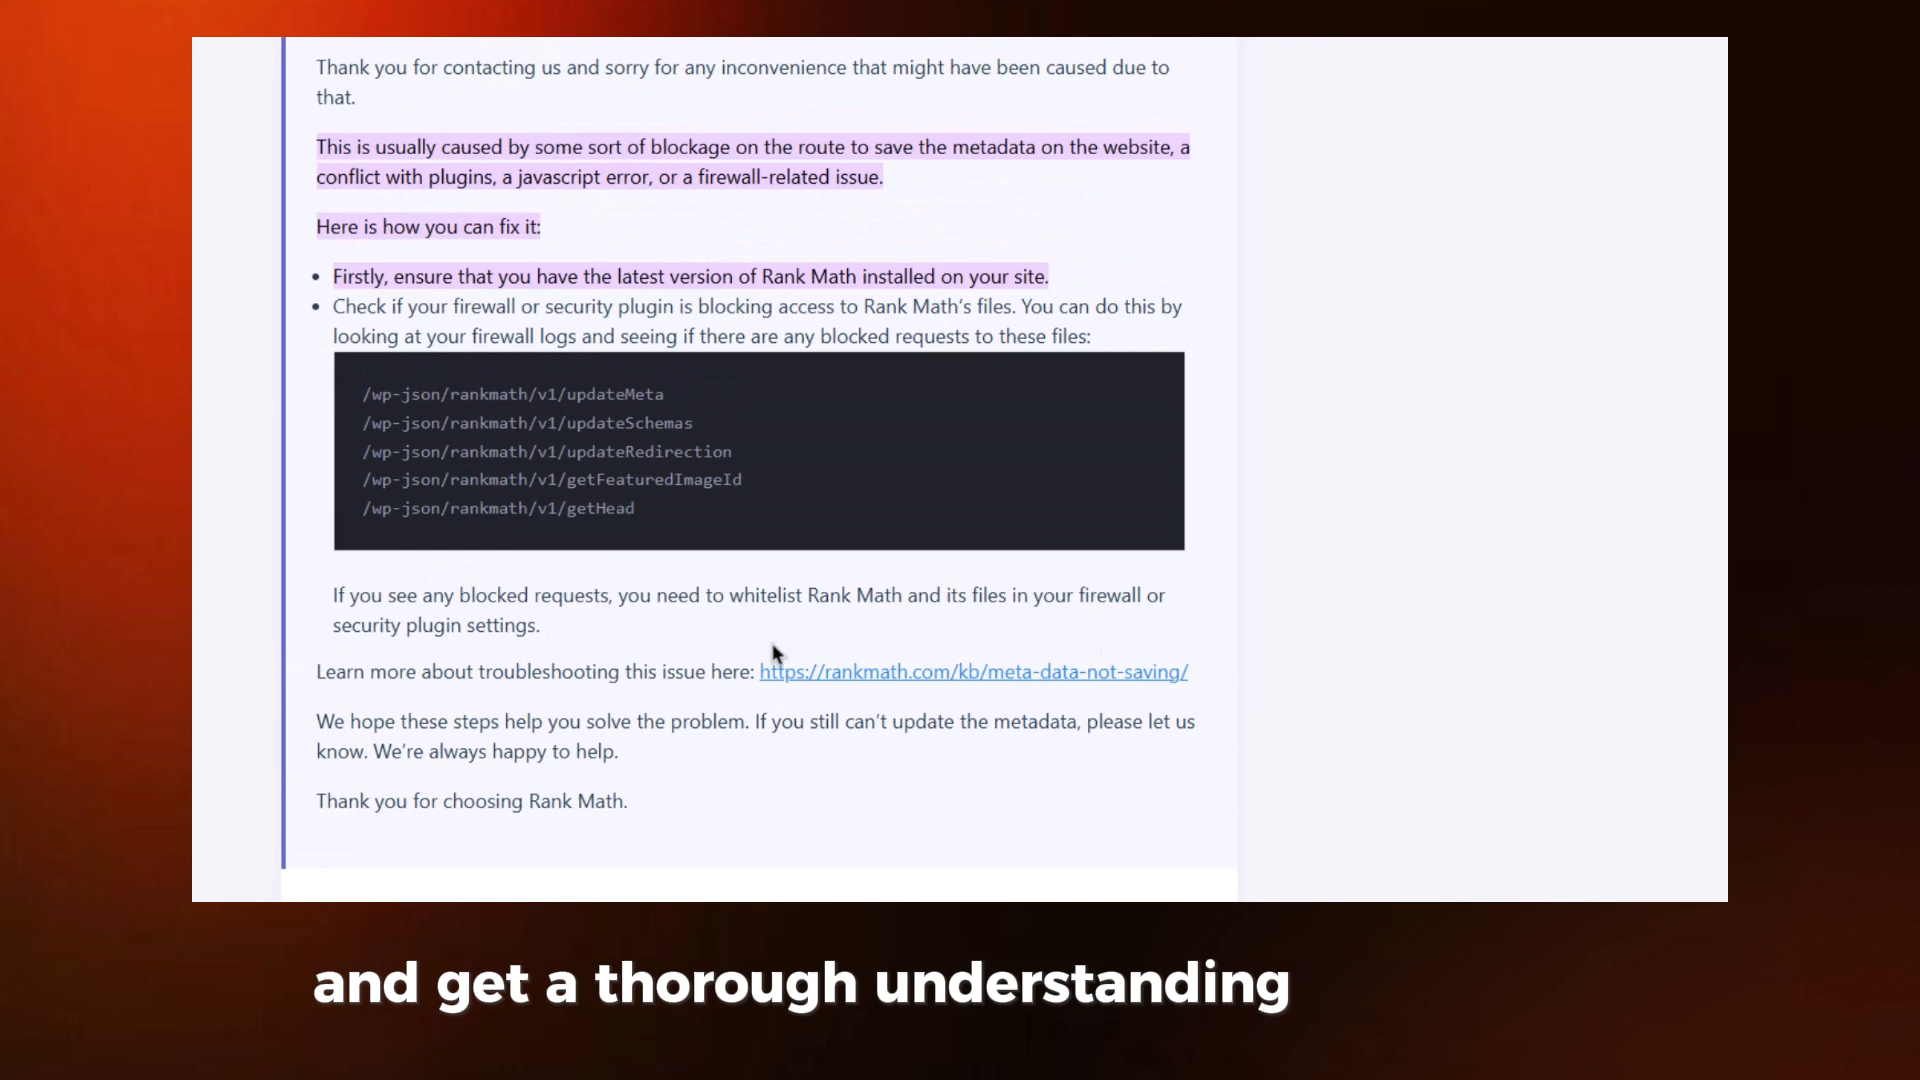 Thank you for contacting us and sorry for any inconvenience that might have been caused due to
that.
This is usually caused by some sort of blockage on the route to save the metadata on the website, a
conflict with plugins, a javascript error, or a firewall-related issue.
Here is how you can fix it:
• Firstly, ensure that you have the latest version of Rank Math installed on your site.
• Check if your firewall or security plugin is blocking access to Rank Math's files. You can do this by
looking at your firewall logs and seeing if there are any blocked requests to these files:
/wp-json/rankmath/v1/updateMeta
/wp-json/rankmath/v1/updateSchemas
/wp-json/rankmath/v1/updateRedirection
/wp-json/rankmath/v1/getFeaturedImageId
/wp-json/rankmath/v1/getHead
If you see any blocked requests, you need to whitelist Rank Math and its files in your firewall or
security plugin settings.
Learn more about troubleshooting this issue here: https://rankmath.com/kb/meta-data-not-saving/
We hope these steps help you solve the problem. If you still can't update the metadata, please let us
know. We're always happy to help.
Thank you for choosing Rank Math.
and get a thorough understanding